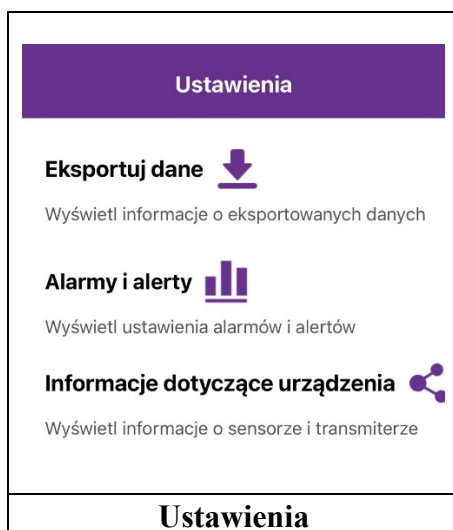 Ustawienia
Eksportuj dane
Wyświetl informacje o eksportowanych danych
Alarmy i alerty
Wyświetl ustawienia alarmów i alertów
Informacje dotyczące urządzenia
Wyświetl informacje o sensorze i transmiterze
Ustawienia